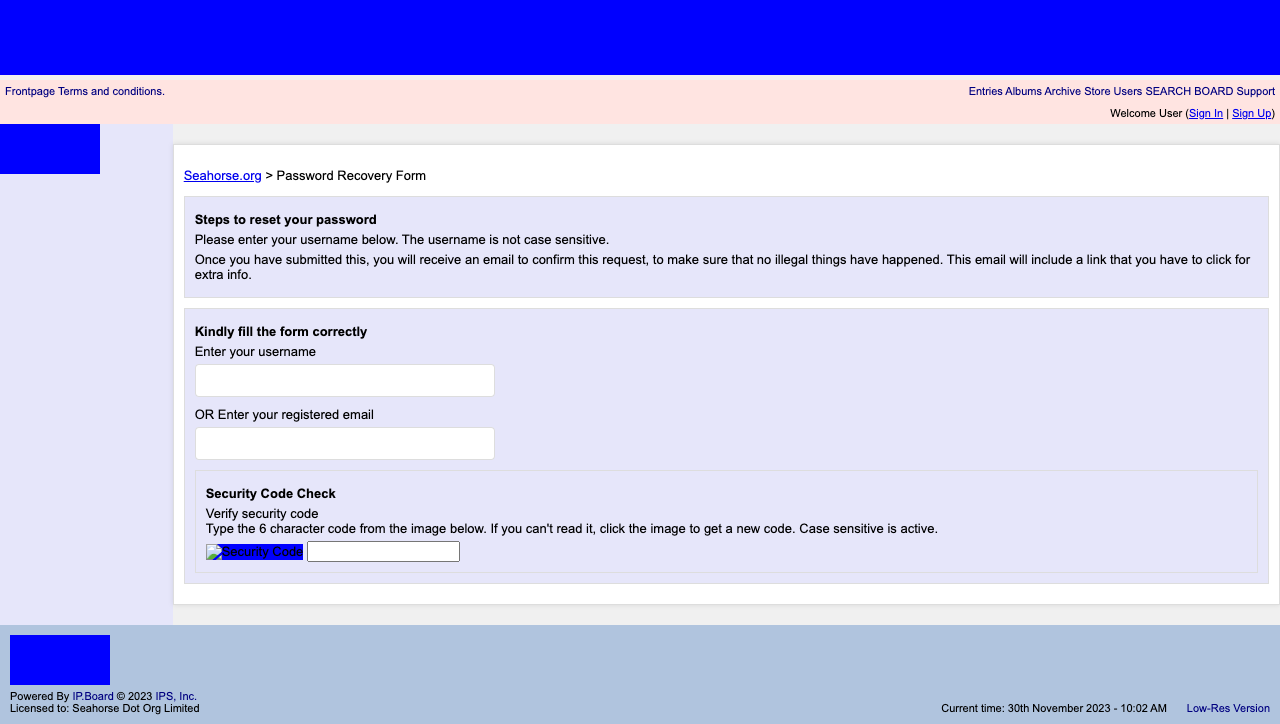 Frontpage Terms and conditions.
Entries Albums Archive Store Users SEARCH BOARD Support
Welcome User (Sign In | Sign Up)
Seahorse.org > Password Recovery Form
Steps to reset your password
Please enter your username below. The username is not case sensitive.
Once you have submitted this, you will receive an email to confirm this request, to make sure that no illegal things have happened. This email will include a link that you have to click for
extra info.
Kindly fill the form correctly
Enter your username
OR Enter your registered email
Security Code Check
Verify security code
Type the 6 character code from the image below. If you can't read it, click the image to get a new code. Case sensitive is active.
Security Code
Powered By IP.Board © 2023 IPS, Inc.
Licensed to: Seahorse Dot Org Limited
Current time: 30th November 2023 - 10:02 AM
Low-Res Version